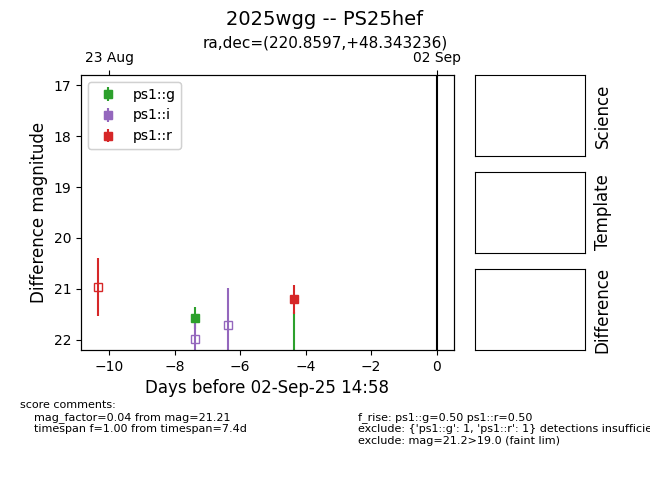 2025wgg -- PS25hef
ra,dec=(220.8597,+48.343236)
23 Aug
02 Sep
ps1::g
ps1::i
ps1::r
17
18
19
20
21
22
Difference magnitude
−10
−8
−6
−4
−2
0
Days before 02-Sep-25 14:58
Science
Template
Difference
score comments:
mag_factor=0.04 from mag=21.21
timespan f=1.00 from timespan=7.4d
f_rise: ps1::g=0.50 ps1::r=0.50
exclude: {'ps1::g': 1, 'ps1::r': 1} detections insufficie
exclude: mag=21.2>19.0 (faint lim)